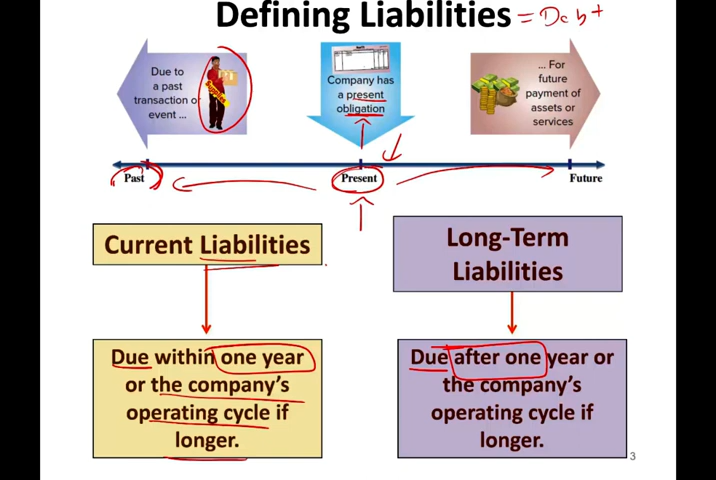 Defining Liabilities = Debt
Due to
a past
transaction or
event ...
Company has
a present
obligation
... For
future
payment of
assets or
services
Past
Present
Future
Current Liabilities
Long-Term
Liabilities
Due within one year
or the company's
operating cycle if
longer.
Due after one year or
the company's
operating cycle if
longer.
3